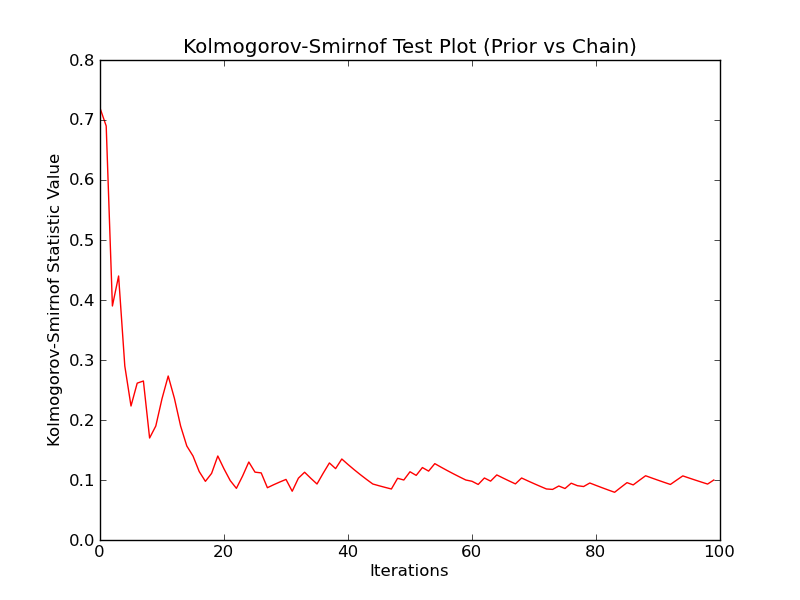 Kolmogorov-Smirnof Test Plot (Prior vs Chain)
Kolmogorov-Smirnof Statistic Value
0.8
0.7
0.6
0.5
0.4
0.3
0.2
0.1
0.0
0 20 40 60 80 100
Iterations